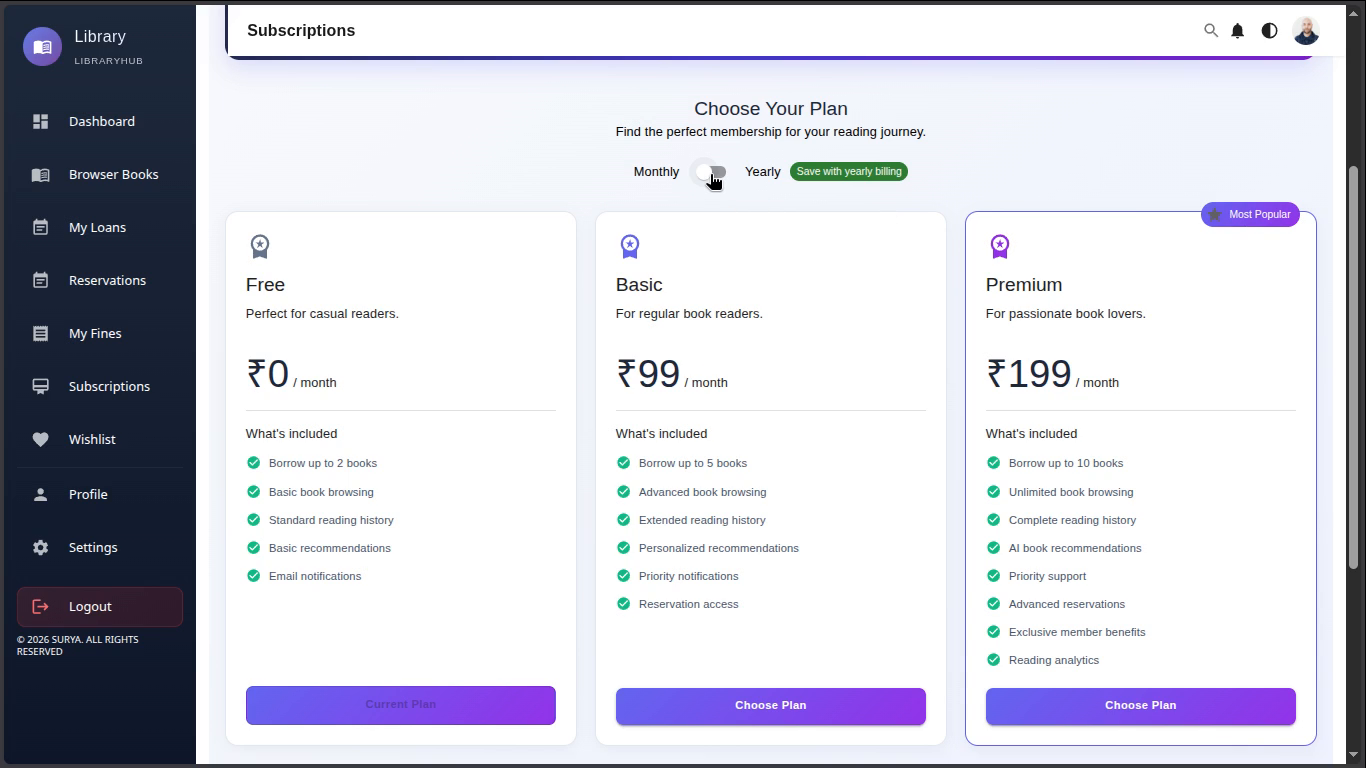 Library
LIBRARYHUB
Dashboard
Browser Books
My Loans
Reservations
My Fines
Subscriptions
Wishlist
Profile
Settings
Logout
© 2026 SURYA. ALL RIGHTS
RESERVED
Subscriptions
Choose Your Plan
Find the perfect membership for your reading journey.
Monthly Yearly Save with yearly billing
Free
Perfect for casual readers.
₹0 / month
What's included
Borrow up to 2 books
Basic book browsing
Standard reading history
Basic recommendations
Email notifications
Current Plan
Basic
For regular book readers.
₹99 / month
What's included
Borrow up to 5 books
Advanced book browsing
Extended reading history
Personalized recommendations
Priority notifications
Reservation access
Choose Plan
Most Popular
Premium
For passionate book lovers.
₹199 / month
What's included
Borrow up to 10 books
Unlimited book browsing
Complete reading history
AI book recommendations
Priority support
Advanced reservations
Exclusive member benefits
Reading analytics
Choose Plan